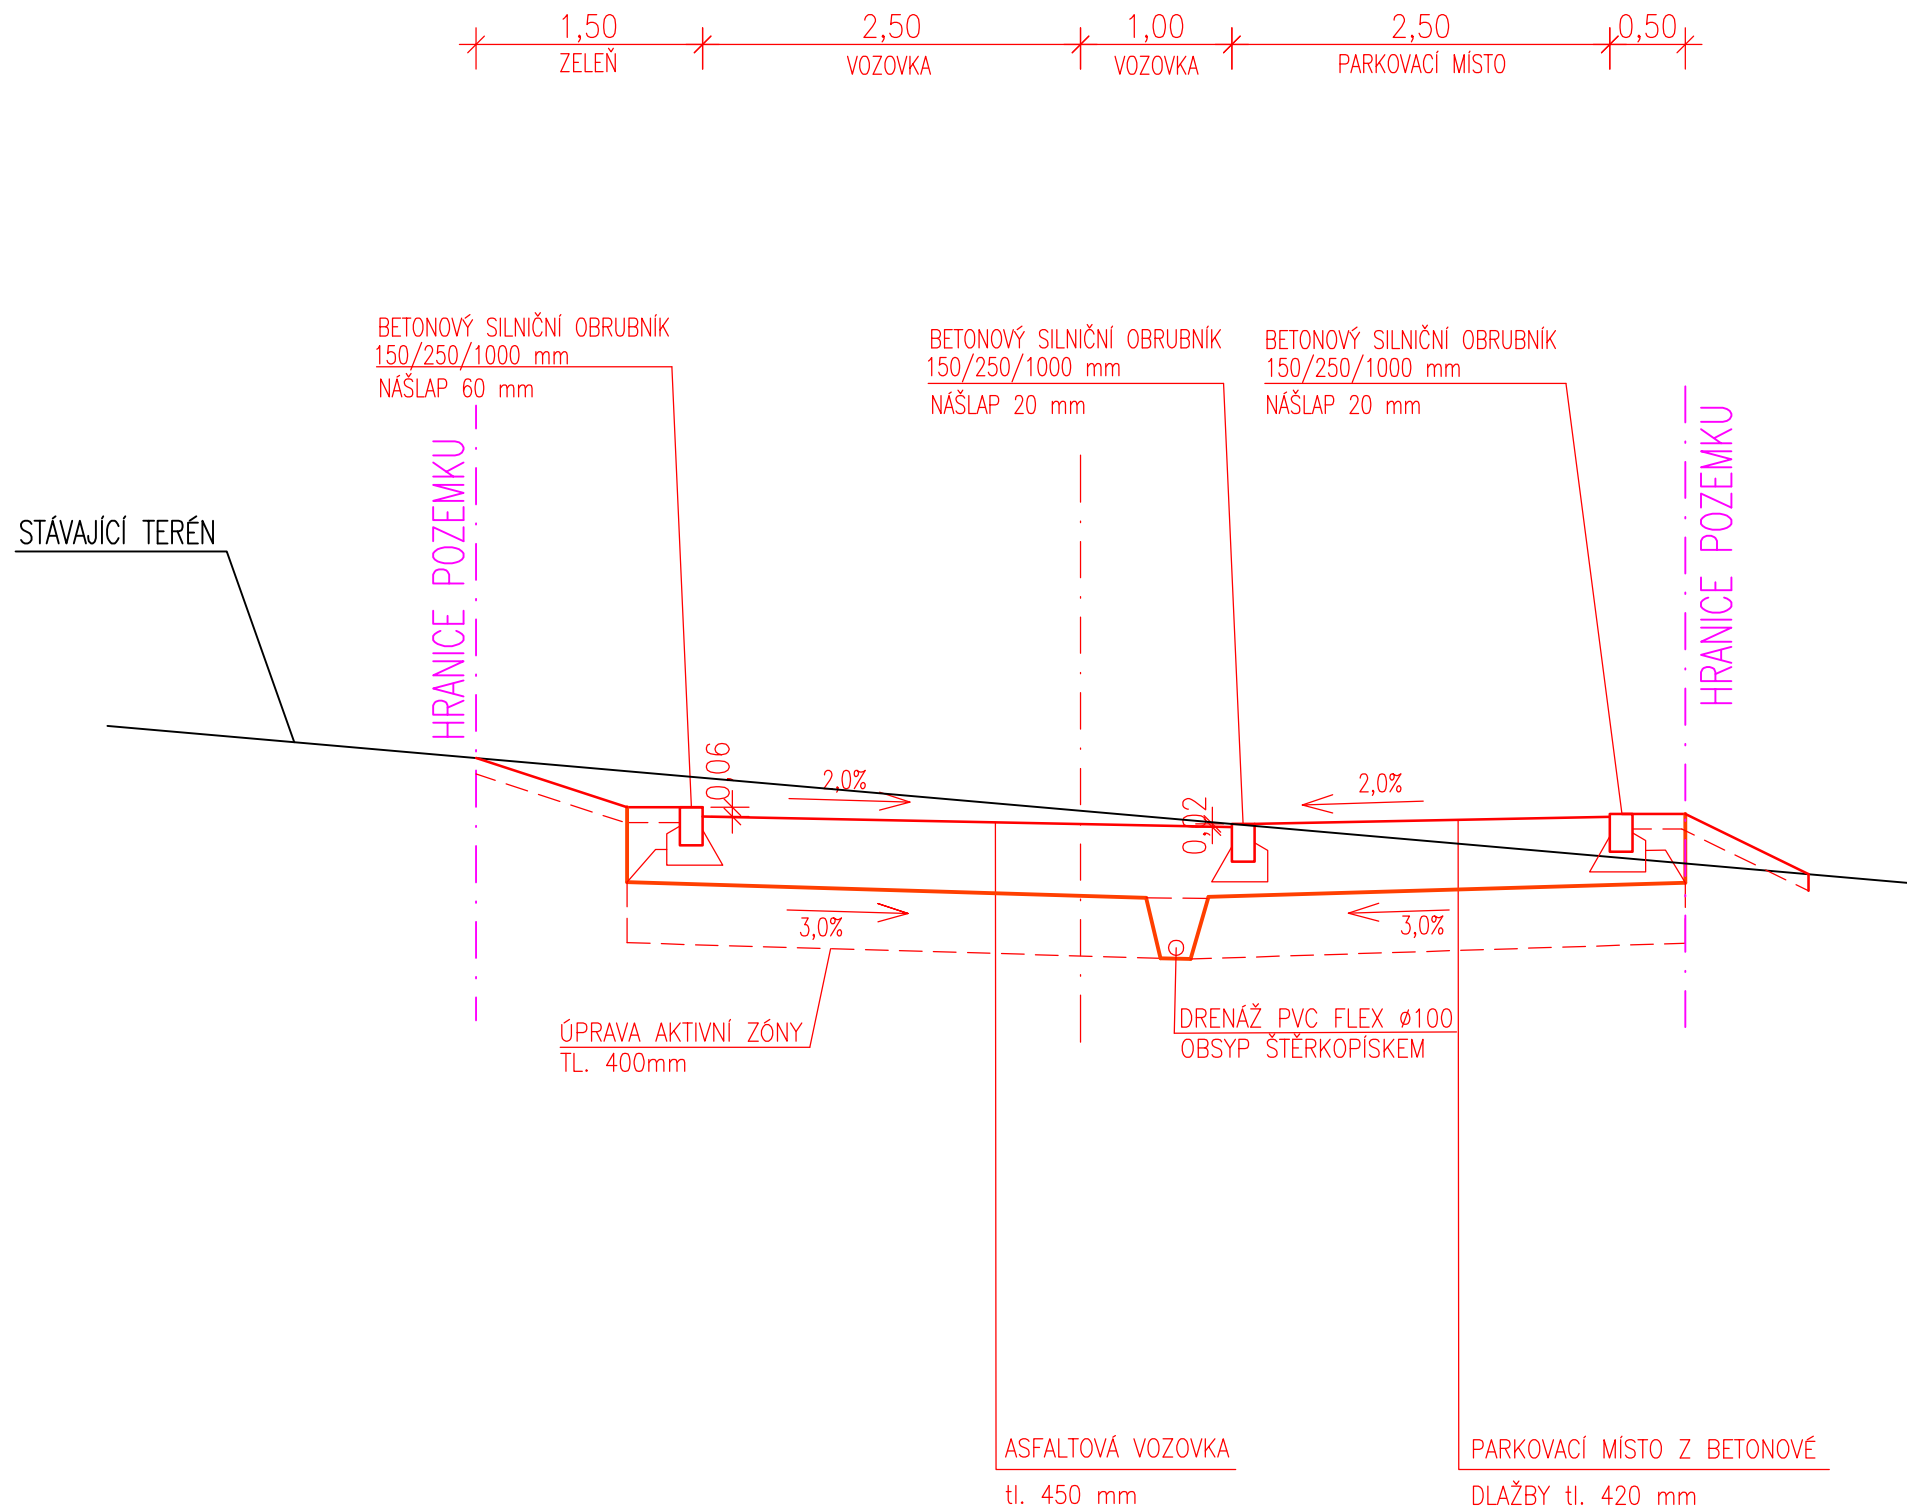 1,50
2,50
1,00
2,50
0,50
ZELEŇ
VOZOVKA
VOZOVKA
PARKOVACÍ MÍSTO
BETONOVÝ SILNIČNÍ OBRUBNÍK
150/250/1000 mm
NÁŠLAP 60 mm
BETONOVÝ SILNIČNÍ OBRUBNÍK
150/250/1000 mm
NÁŠLAP 20 mm
BETONOVÝ SILNIČNÍ OBRUBNÍK
150/250/1000 mm
NÁŠLAP 20 mm
HRANICE POZEMKU
HRANICE POZEMKU
STÁVAJÍCÍ TERÉN
0,06
2,0%
0,02
2,0%
3,0%
3,0%
ÚPRAVA AKTIVNÍ ZÓNY
TL. 400mm
DRENÁŽ PVC FLEX ø100
OBSYP ŠTĚRKOPÍSKEM
ASFALTOVÁ VOZOVKA
tl. 450 mm
PARKOVACÍ MÍSTO Z BETONOVÉ
DLAŽBY tl. 420 mm